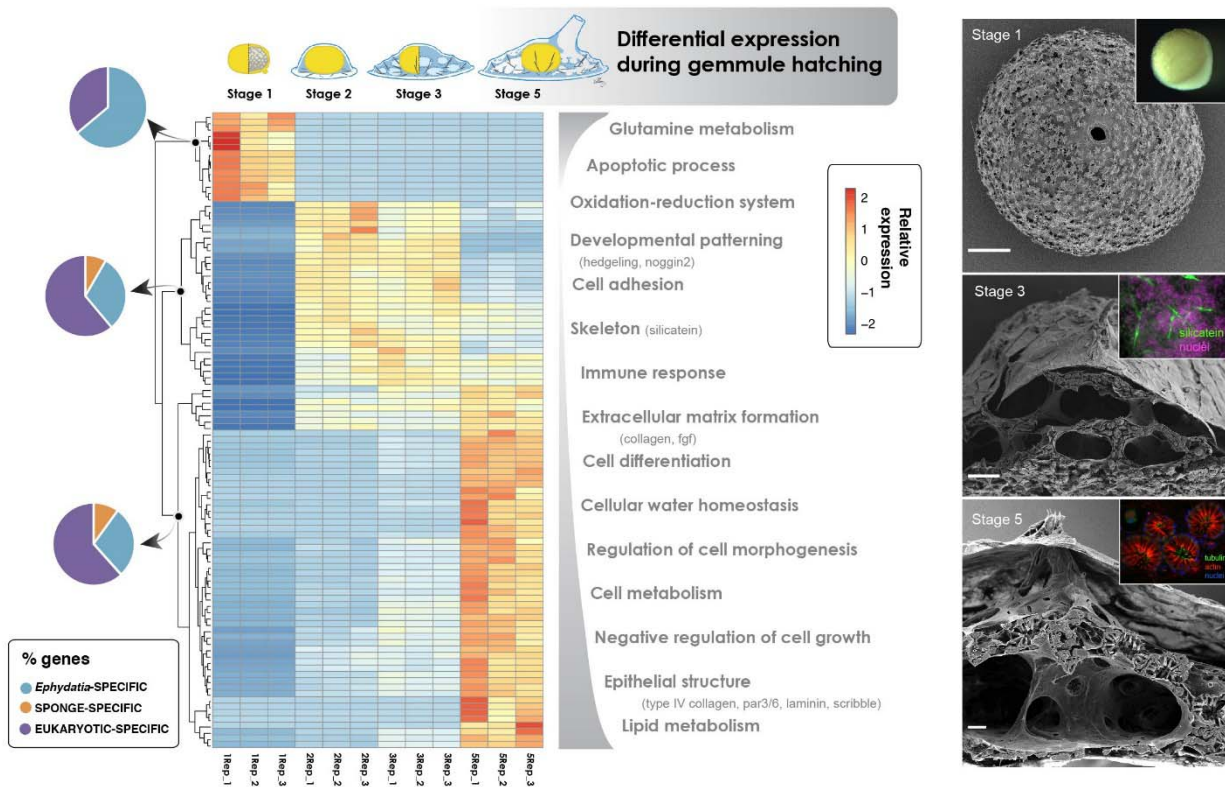 Differential expression
during gemmule hatching
Stage 1
Stage 2
Stage 3
Stage 5
Glutamine metabolism
Apoptotic process
Oxidation-reduction system
Developmental patterning
(hedgeling, noggin2)
Cell adhesion
Skeleton (silicatein)
Immune response
Extracellular matrix formation
(collagen, fgf)
Cell differentiation
Cellular water homeostasis
Regulation of cell morphogenesis
Cell metabolism
Negative regulation of cell growth
Epithelial structure
(type IV collagen, par3/6, laminin, scribble)
Lipid metabolism
2
1
0
−1
−2
Relative
expression
% genes
Ephydatia-SPECIFIC
SPONGE-SPECIFIC
EUKARYOTIC-SPECIFIC
1Rep_1
1Rep_2
1Rep_3
2Rep_1
2Rep_2
2Rep_3
3Rep_1
3Rep_2
3Rep_3
5Rep_1
5Rep_2
5Rep_3
Stage 1
Stage 3
silicatein
nuclei
Stage 5
tubulin
actin
nuclei